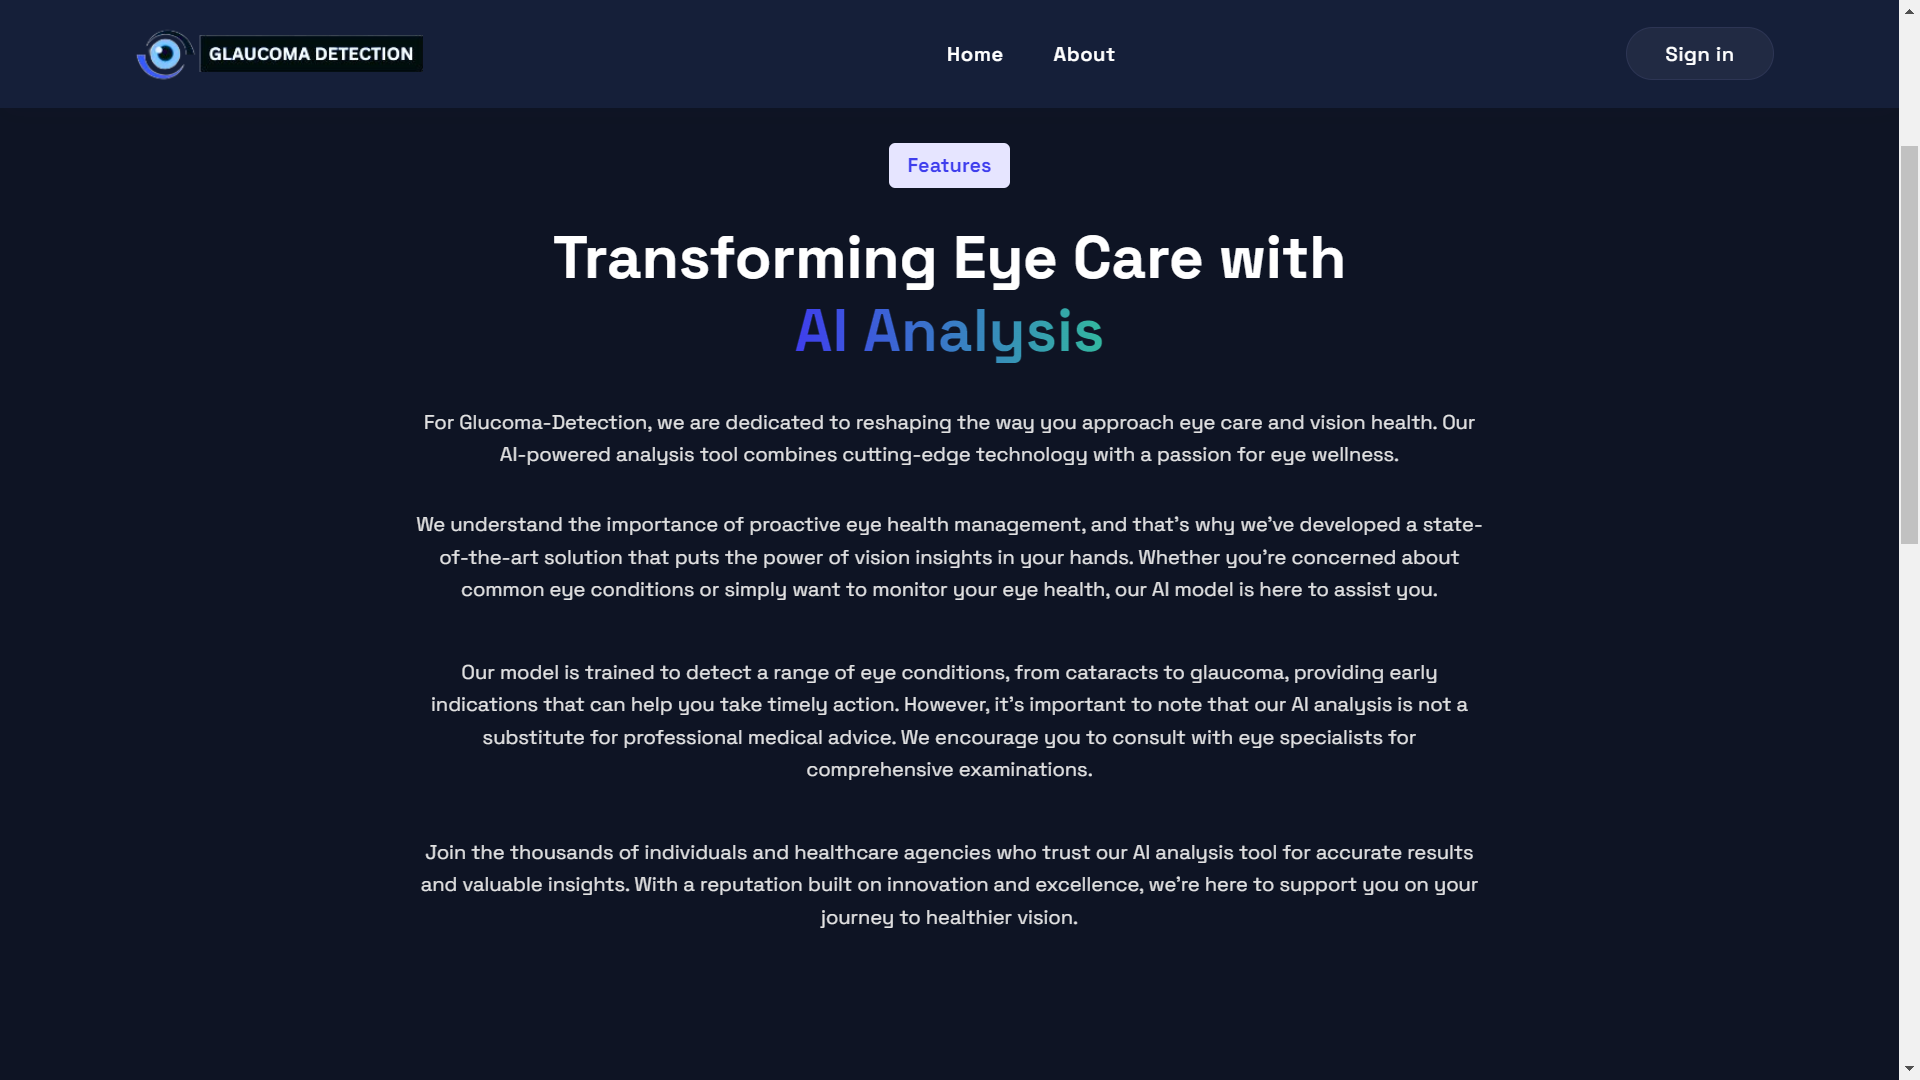 GLAUCOMA DETECTION
Home
About
Sign in
Features
Transforming Eye Care with
AI Analysis
For Glucoma-Detection, we are dedicated to reshaping the way you approach eye care and vision health. Our
AI-powered analysis tool combines cutting-edge technology with a passion for eye wellness.
We understand the importance of proactive eye health management, and that's why we've developed a state-
of-the-art solution that puts the power of vision insights in your hands. Whether you're concerned about
common eye conditions or simply want to monitor your eye health, our AI model is here to assist you.
Our model is trained to detect a range of eye conditions, from cataracts to glaucoma, providing early
indications that can help you take timely action. However, it's important to note that our AI analysis is not a
substitute for professional medical advice. We encourage you to consult with eye specialists for
comprehensive examinations.
Join the thousands of individuals and healthcare agencies who trust our AI analysis tool for accurate results
and valuable insights. With a reputation built on innovation and excellence, we're here to support you on your
journey to healthier vision.